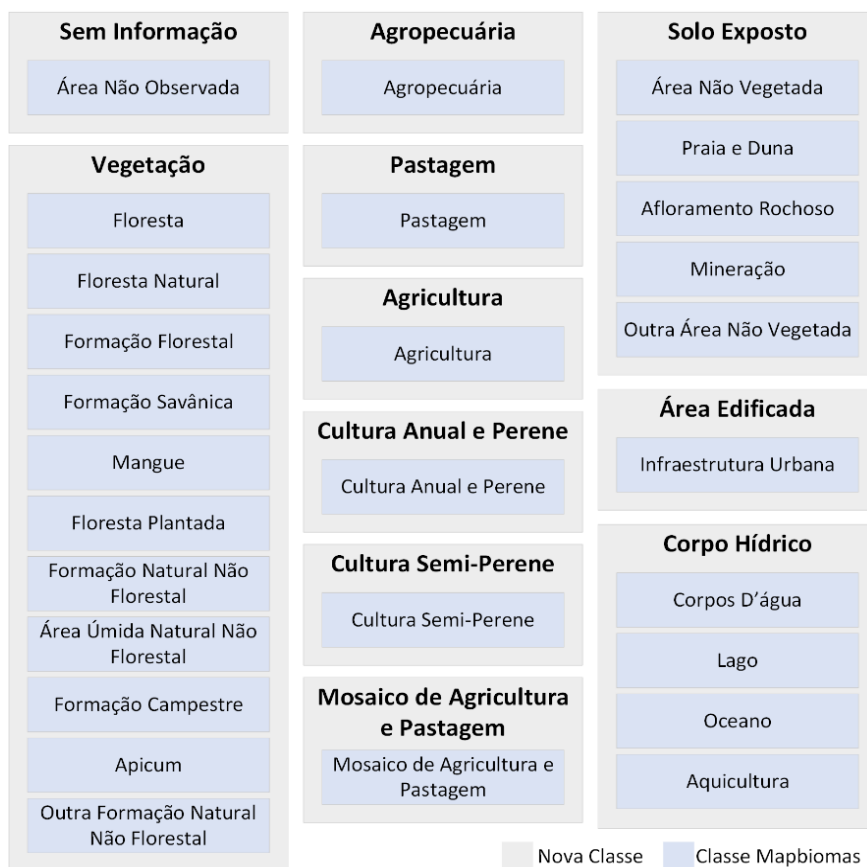 Sem Informação
Área Não Observada
Vegetação
Floresta
Floresta Natural
Formação Florestal
Formação Savânica
Mangue
Floresta Plantada
Formação Natural Não
Florestal
Área Úmida Natural Não
Florestal
Formação Campestre
Apicum
Outra Formação Natural
Não Florestal
Agropecuária
Agropecuária
Pastagem
Pastagem
Agricultura
Agricultura
Cultura Anual e Perene
Cultura Anual e Perene
Cultura Semi-Perene
Cultura Semi-Perene
Mosaico de Agricultura
e Pastagem
Mosaico de Agricultura e
Pastagem
Solo Exposto
Área Não Vegetada
Praia e Duna
Afloramento Rochoso
Mineração
Outra Área Não Vegetada
Área Edificada
Infraestrutura Urbana
Corpo Hídrico
Corpos D’água
Lago
Oceano
Aquicultura
Nova Classe
Classe Mapbiomas